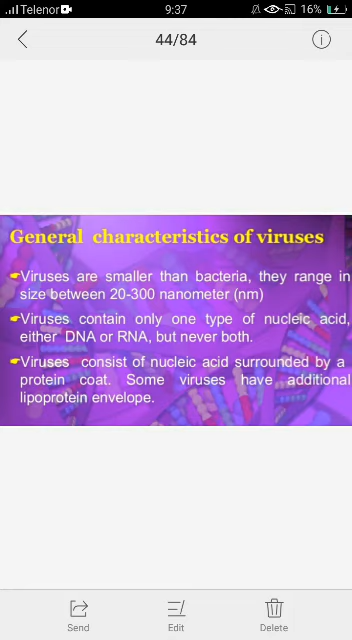 Telenor 9:37 16%
44/84
General characteristics of viruses
Viruses are smaller than bacteria, they range in
size between 20-300 nanometer (nm)
Viruses contain only one type of nucleic acid,
either DNA or RNA, but never both.
Viruses consist of nucleic acid surrounded by a
protein coat. Some viruses have additional
lipoprotein envelope.
Send Edit Delete